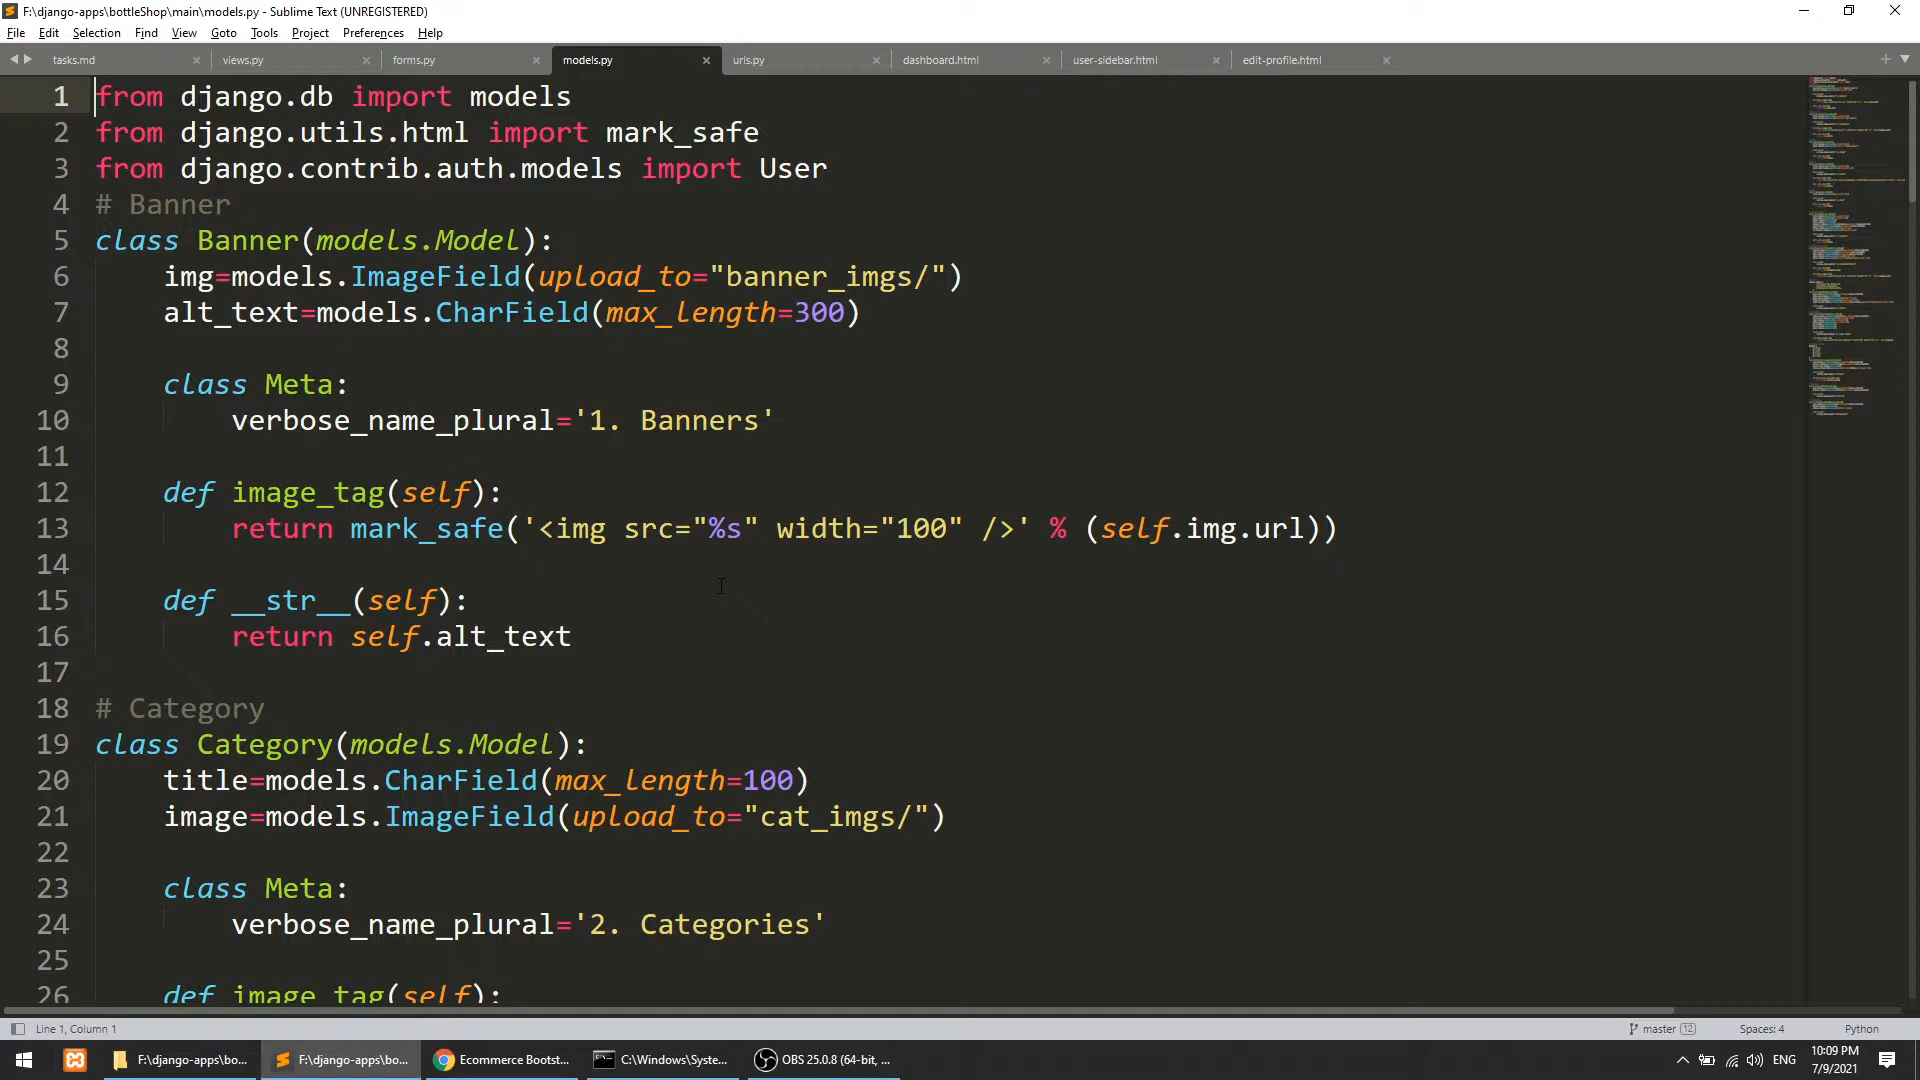 F:\django-apps\bottleShop\main\models.py - Sublime Text (UNREGISTERED)
File Edit Selection Find View Goto Tools Project Preferences Help
tasks.md views.py forms.py models.py urls.py dashboard.html user-sidebar.html edit-profile.html
1 from django.db import models
2 from django.utils.html import mark_safe
3 from django.contrib.auth.models import User
4 # Banner
5 class Banner(models.Model):
6     img=models.ImageField(upload_to="banner_imgs/")
7     alt_text=models.CharField(max_length=300)
8
9     class Meta:
10         verbose_name_plural='1. Banners'
11
12     def image_tag(self):
13         return mark_safe('<img src="%s" width="100" />' % (self.img.url))
14
15     def __str__(self):
16         return self.alt_text
17
18 # Category
19 class Category(models.Model):
20     title=models.CharField(max_length=100)
21     image=models.ImageField(upload_to="cat_imgs/")
22
23     class Meta:
24         verbose_name_plural='2. Categories'
25
26     def image_tag(self):
Line 1, Column 1 master 12 Spaces: 4 Python
F:\django-apps\bo... F:\django-apps\bo... Ecommerce Bootst... C:\Windows\Syste... OBS 25.0.8 (64-bit, ... ENG 10:09 PM
7/9/2021